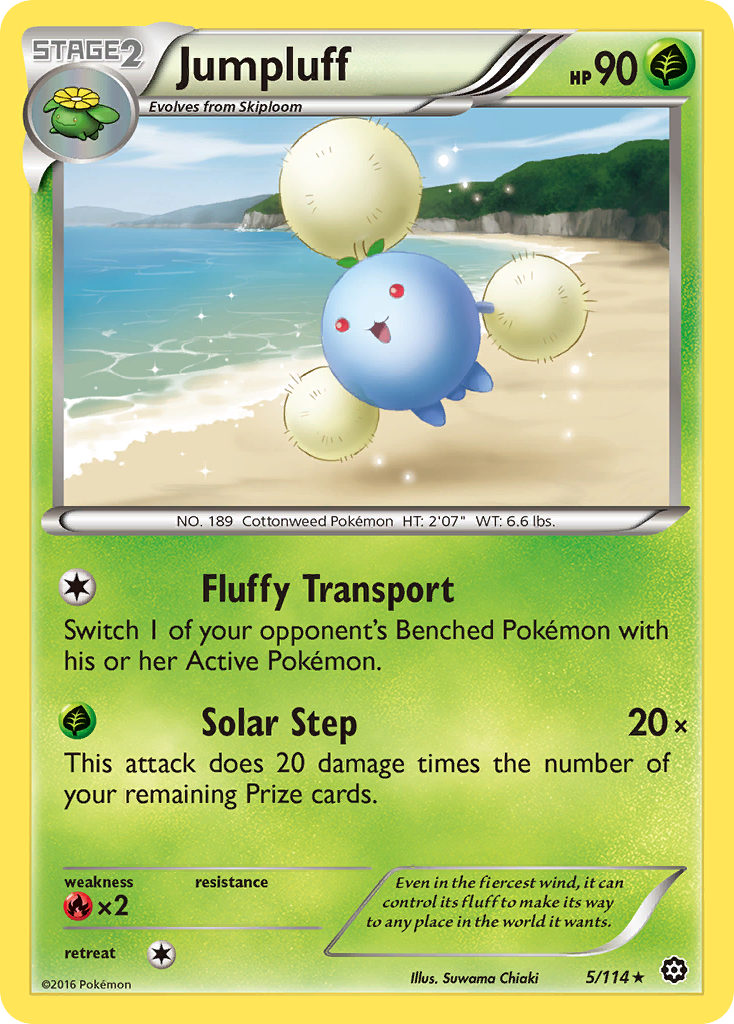 STAGE2
Jumpluff
HP90
Evolves from Skiploom
NO. 189 Cottonweed Pokémon HT: 2'07" WT: 6.6 lbs.
Fluffy Transport
Switch 1 of your opponent's Benched Pokémon with
his or her Active Pokémon.
Solar Step 20×
This attack does 20 damage times the number of
your remaining Prize cards.
weakness resistance
×2
retreat
Even in the fiercest wind, it can
control its fluff to make its way
to any place in the world it wants.
©2016 Pokémon
Illus. Suwama Chiaki
5/114★